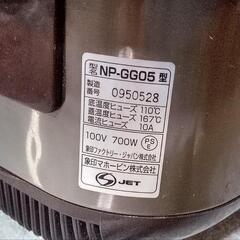 型名 NP-GG05 型
製造番号 0950528
底温度ヒューズ 110℃
蓋温度ヒューズ 167℃
電流ヒューズ 10A
100V 700W PSE
象印ファクトリー・ジャパン株式会社
象印マホービン株式会社
S JET